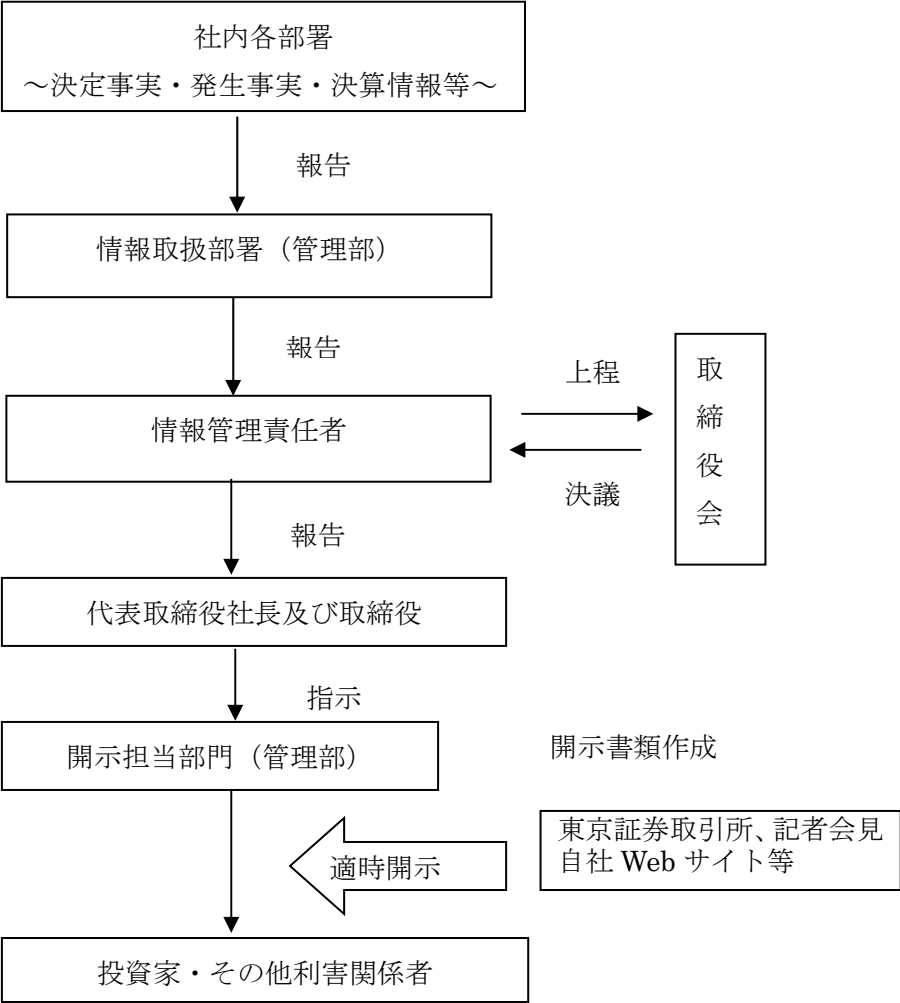 社内各部署
～決定事実・発生事実・決算情報等～
報告
情報取扱部署（管理部）
報告
情報管理責任者
上程
決議
取締役会
報告
代表取締役社長及び取締役
指示
開示担当部門（管理部）
開示書類作成
東京証券取引所、記者会見
自社 Web サイト等
適時開示
投資家・その他利害関係者